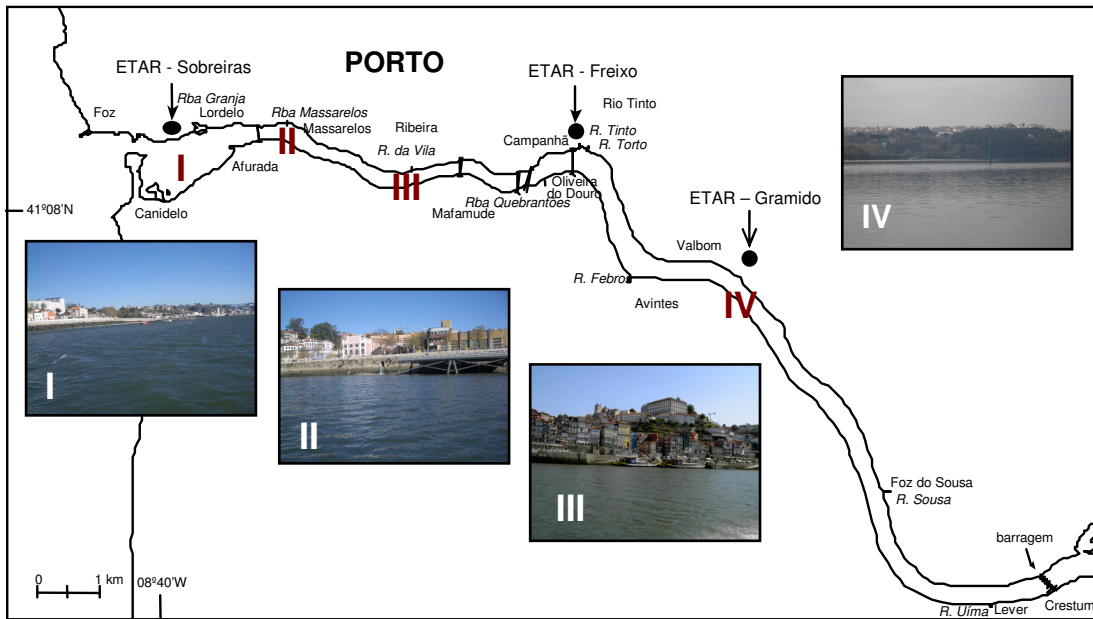 PORTO
ETAR - Sobreiras
ETAR - Freixo
Rba Granja
Foz
Lordelo
Rba Massarelos
Massarelos
Ribeira
R. da Vila
Rio Tinto
R. Tinto
R. Torto
Campanhã
I
II
III
Afurada
Canidelo
Mafamude
Rba Quebrantões
Oliveira
do Douro
ETAR – Gramido
41º08'N
Valbom
R. Febros
Avintes
IV
IV
I
II
III
Foz do Sousa
R. Sousa
barragem
0 1 km
08º40'W
R. Uíma
Lever
Crestuma